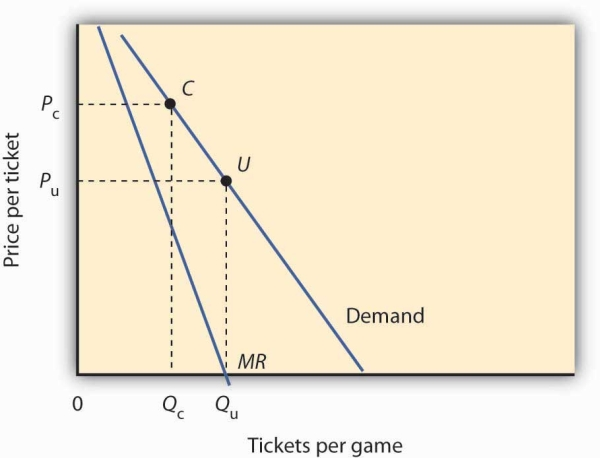 Price per ticket
Pc
C
Pu
U
Demand
MR
0
Qc
Qu
Tickets per game